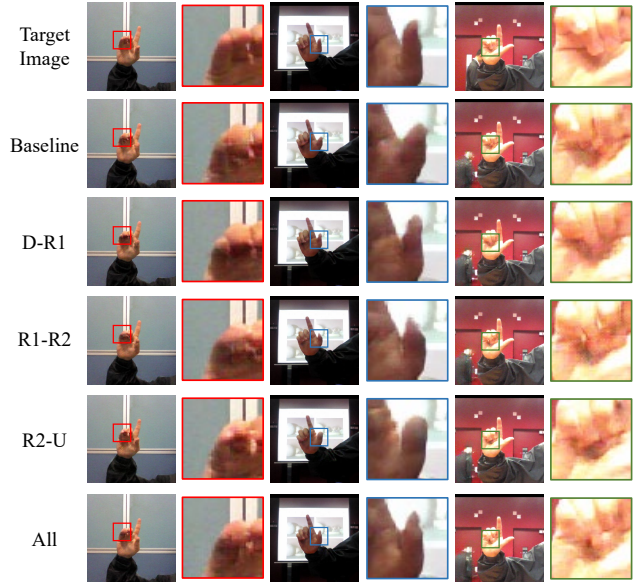 Target
Image
Baseline
D-R1
R1-R2
R2-U
All